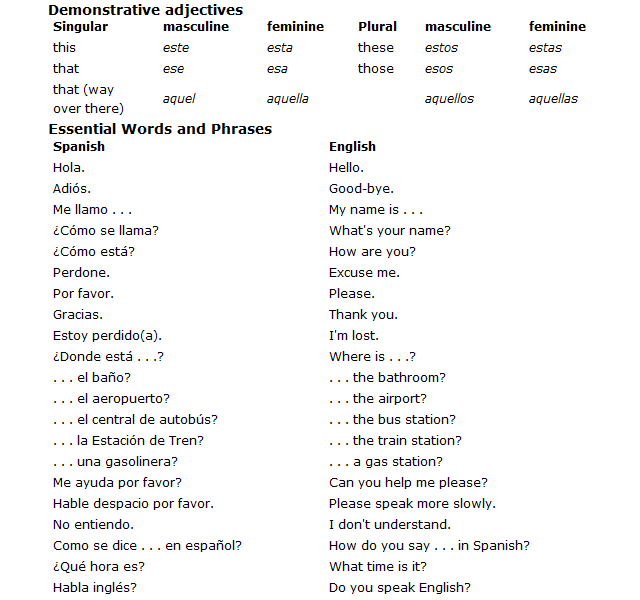 Demonstrative adjectives
Singular masculine feminine Plural masculine feminine
this este esta these estos estas
that ese esa those esos esas
that (way
over there) aquel aquella aquellos aquellas
Essential Words and Phrases
Spanish English
Hola. Hello.
Adiós. Good-bye.
Me llamo . . . My name is . . .
¿Cómo se llama? What's your name?
¿Cómo está? How are you?
Perdone. Excuse me.
Por favor. Please.
Gracias. Thank you.
Estoy perdido(a). I'm lost.
¿Donde está . . .? Where is . . .?
. . . el baño? . . . the bathroom?
. . . el aeropuerto? . . . the airport?
. . . el central de autobús? . . . the bus station?
. . . la Estación de Tren? . . . the train station?
. . . una gasolinera? . . . a gas station?
Me ayuda por favor? Can you help me please?
Hable despacio por favor. Please speak more slowly.
No entiendo. I don't understand.
Como se dice . . . en español? How do you say . . . in Spanish?
¿Qué hora es? What time is it?
Habla inglés? Do you speak English?